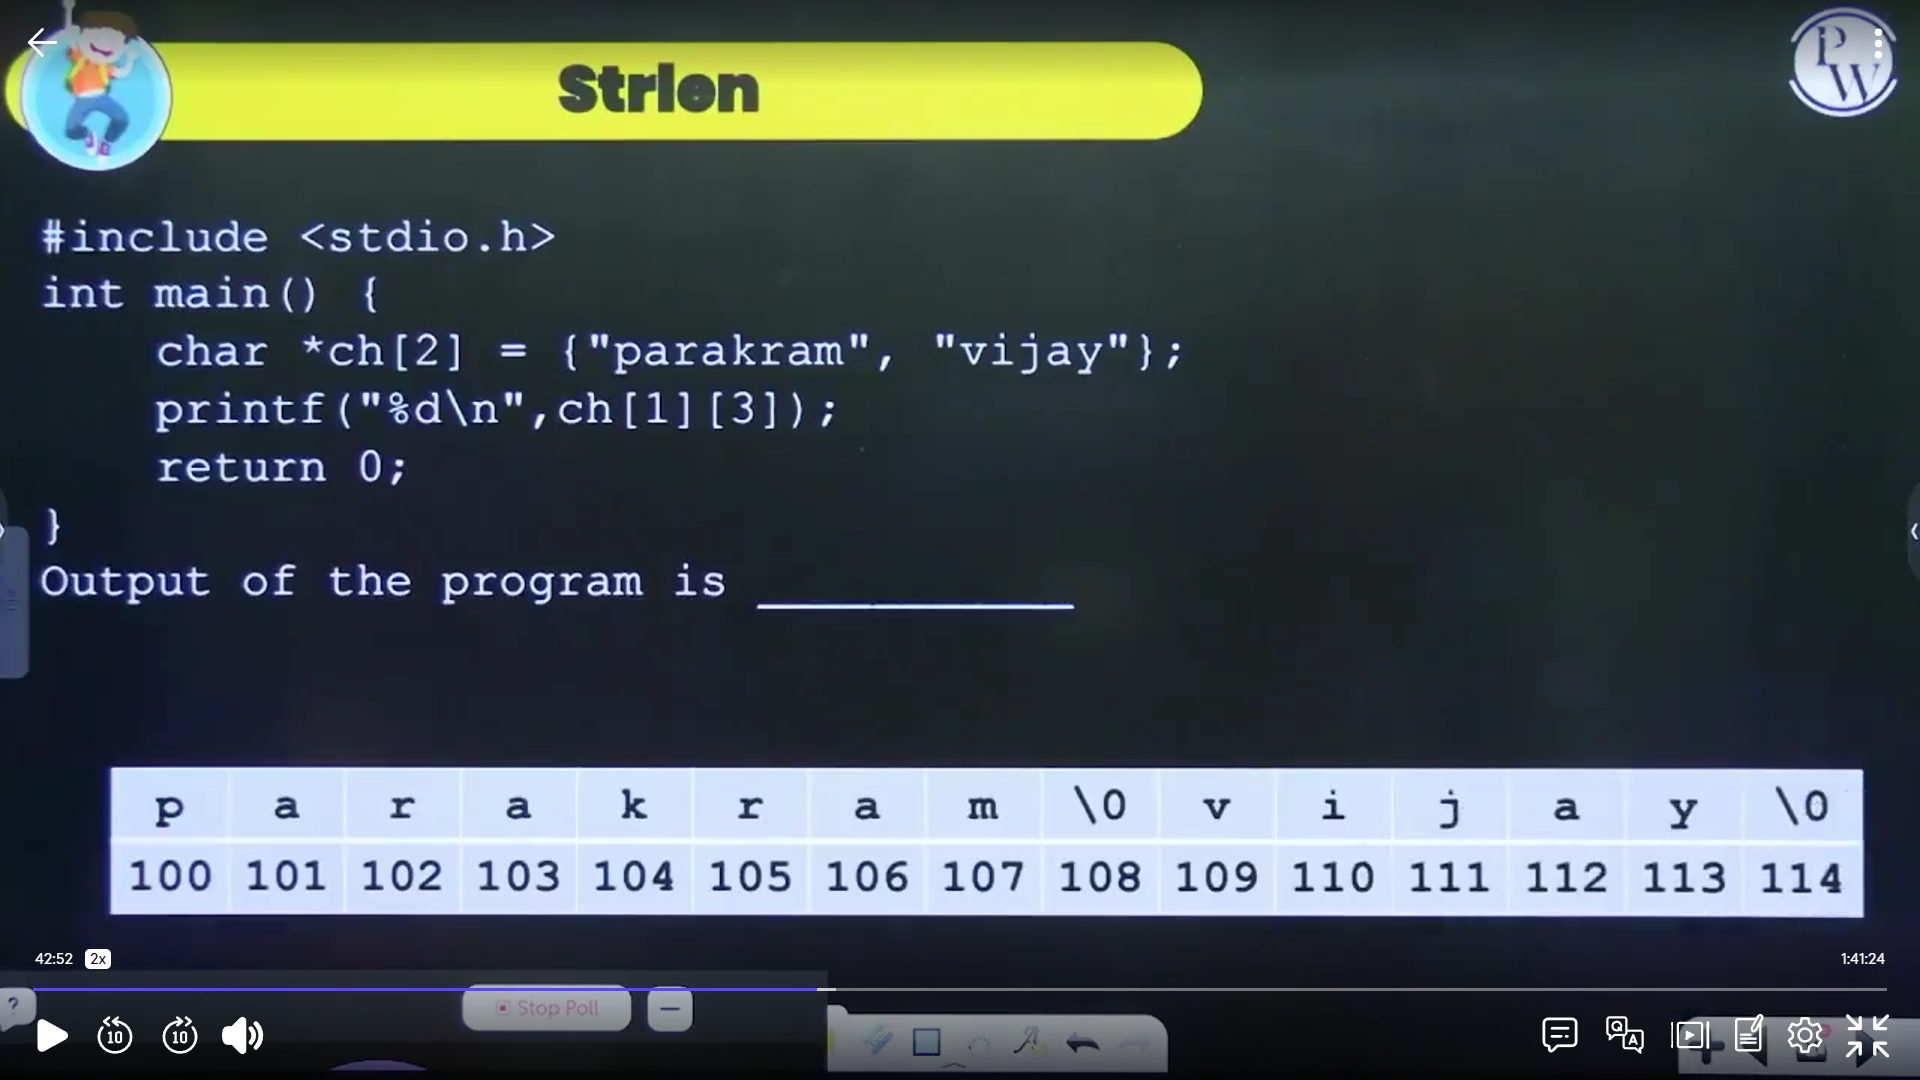 Strlen
PW
#include <stdio.h>
int main() {
char *ch[2] = {"parakram", "vijay"};
printf("%d\n",ch[1][3]);
return 0;
}
Output of the program is ___________
p a r a k r a m \0 v i j a y \0
100 101 102 103 104 105 106 107 108 109 110 111 112 113 114
42:52 2x 1:41:24
? Stop Poll
10 10 Q A